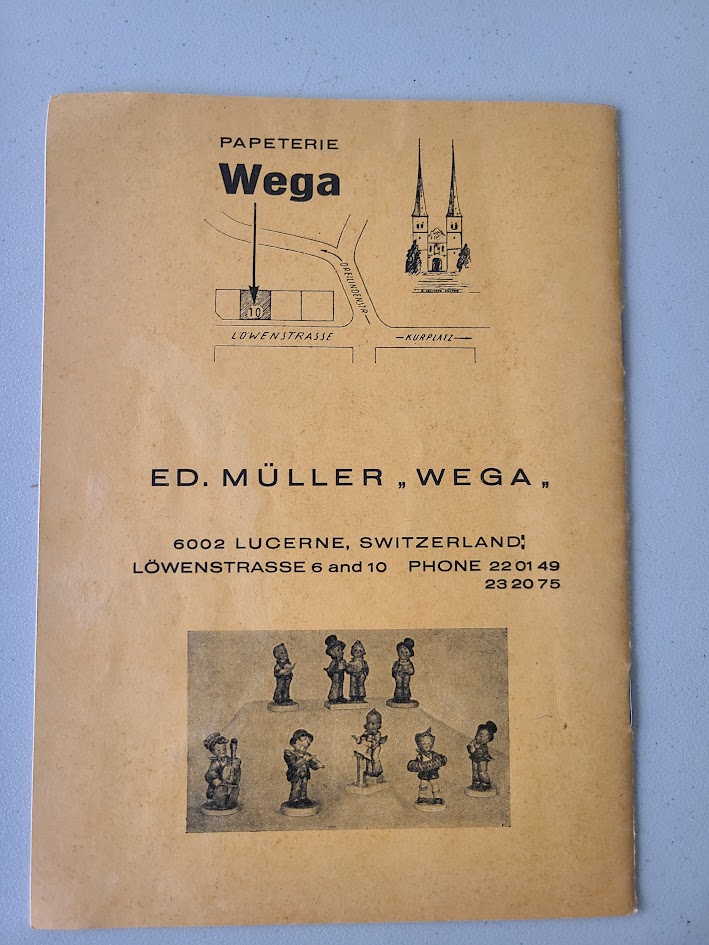 PAPETERIE
Wega
DREILINDENSTR
10
LÖWENSTRASSE
KURPLATZ
ED. MÜLLER „WEGA„
6002 LUCERNE, SWITZERLAND
LÖWENSTRASSE 6 and 10 PHONE 22 01 49
23 20 75